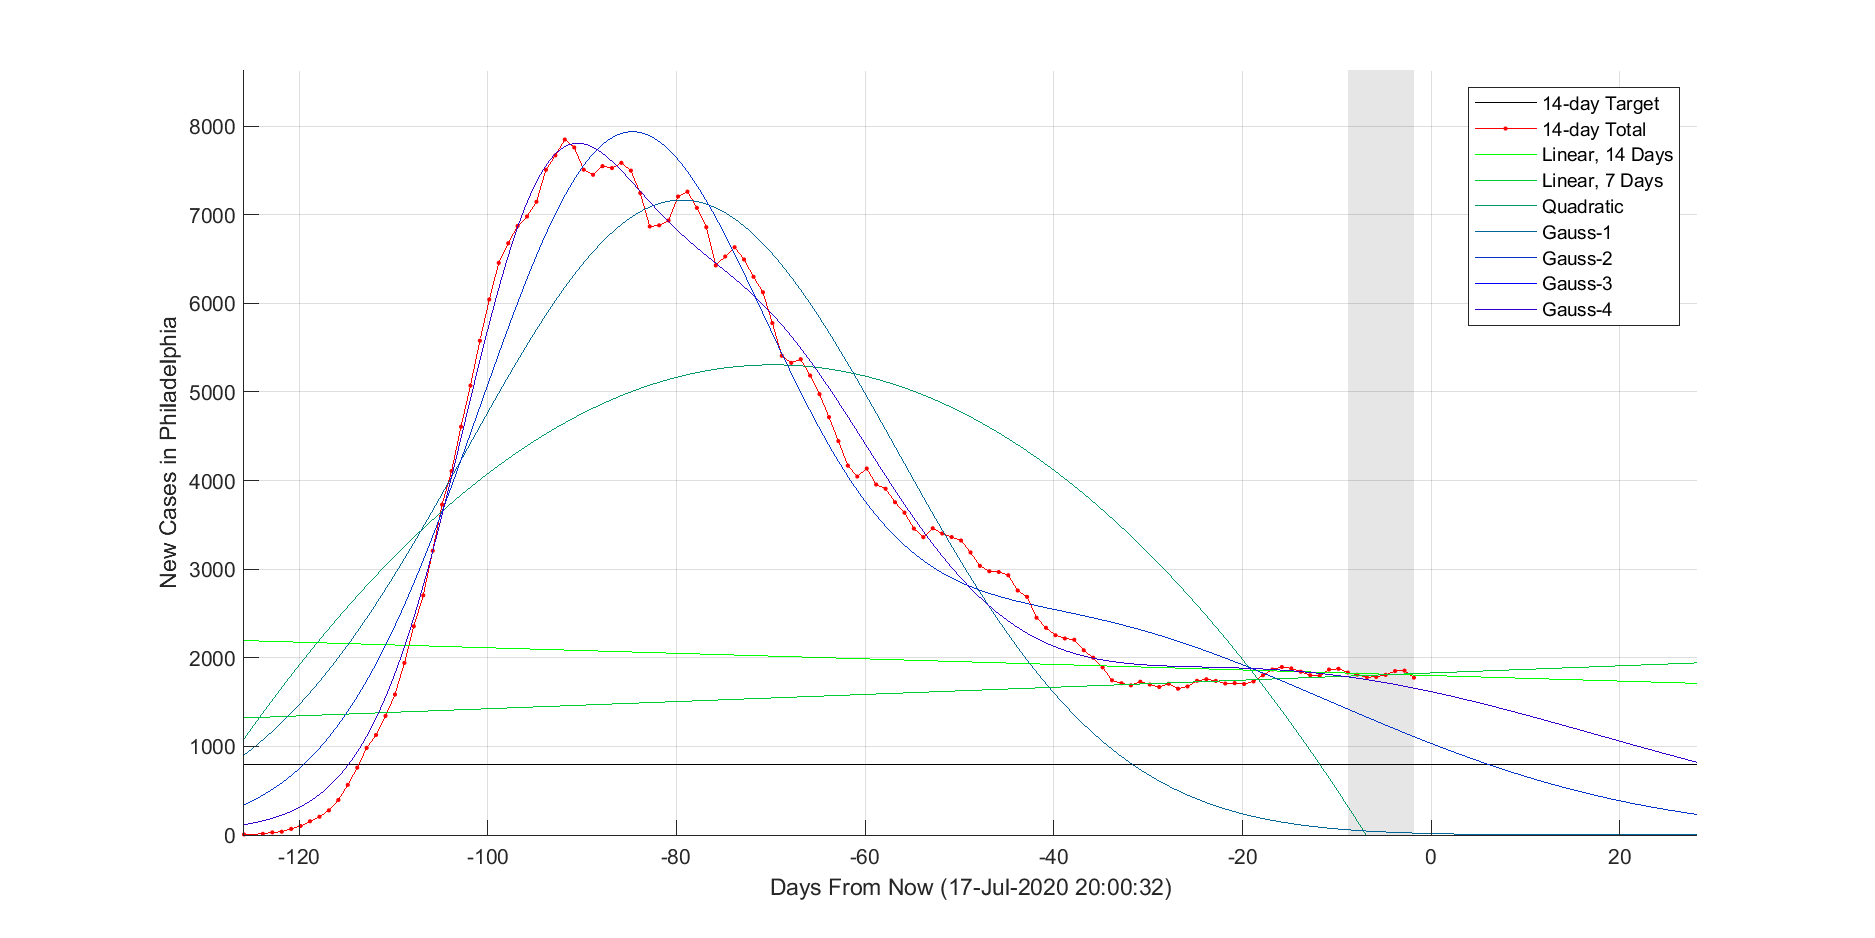 8000
7000
6000
5000
4000
3000
2000
1000
0
New Cases in Philadelphia
-120
-100
-80
-60
-40
-20
0
20
Days From Now (17-Jul-2020 20:00:32)
14-day Target
14-day Total
Linear, 14 Days
Linear, 7 Days
Quadratic
Gauss-1
Gauss-2
Gauss-3
Gauss-4